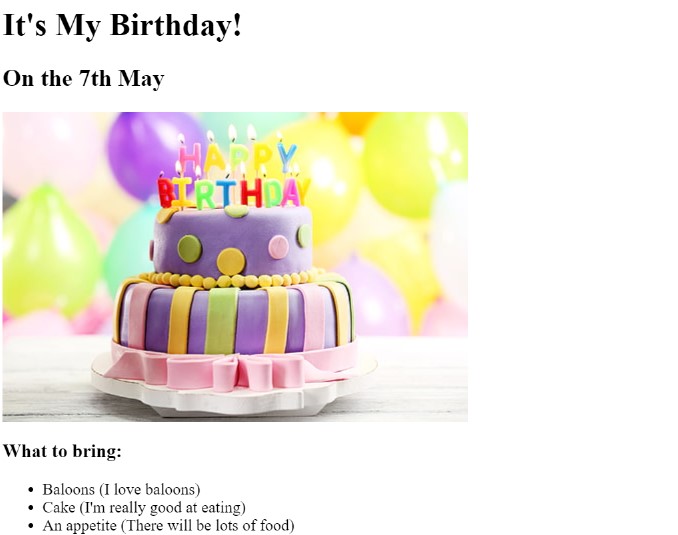 It's My Birthday!
On the 7th May
HAPPY
BIRTHDAY
What to bring:
Baloons (I love baloons)
Cake (I'm really good at eating)
An appetite (There will be lots of food)